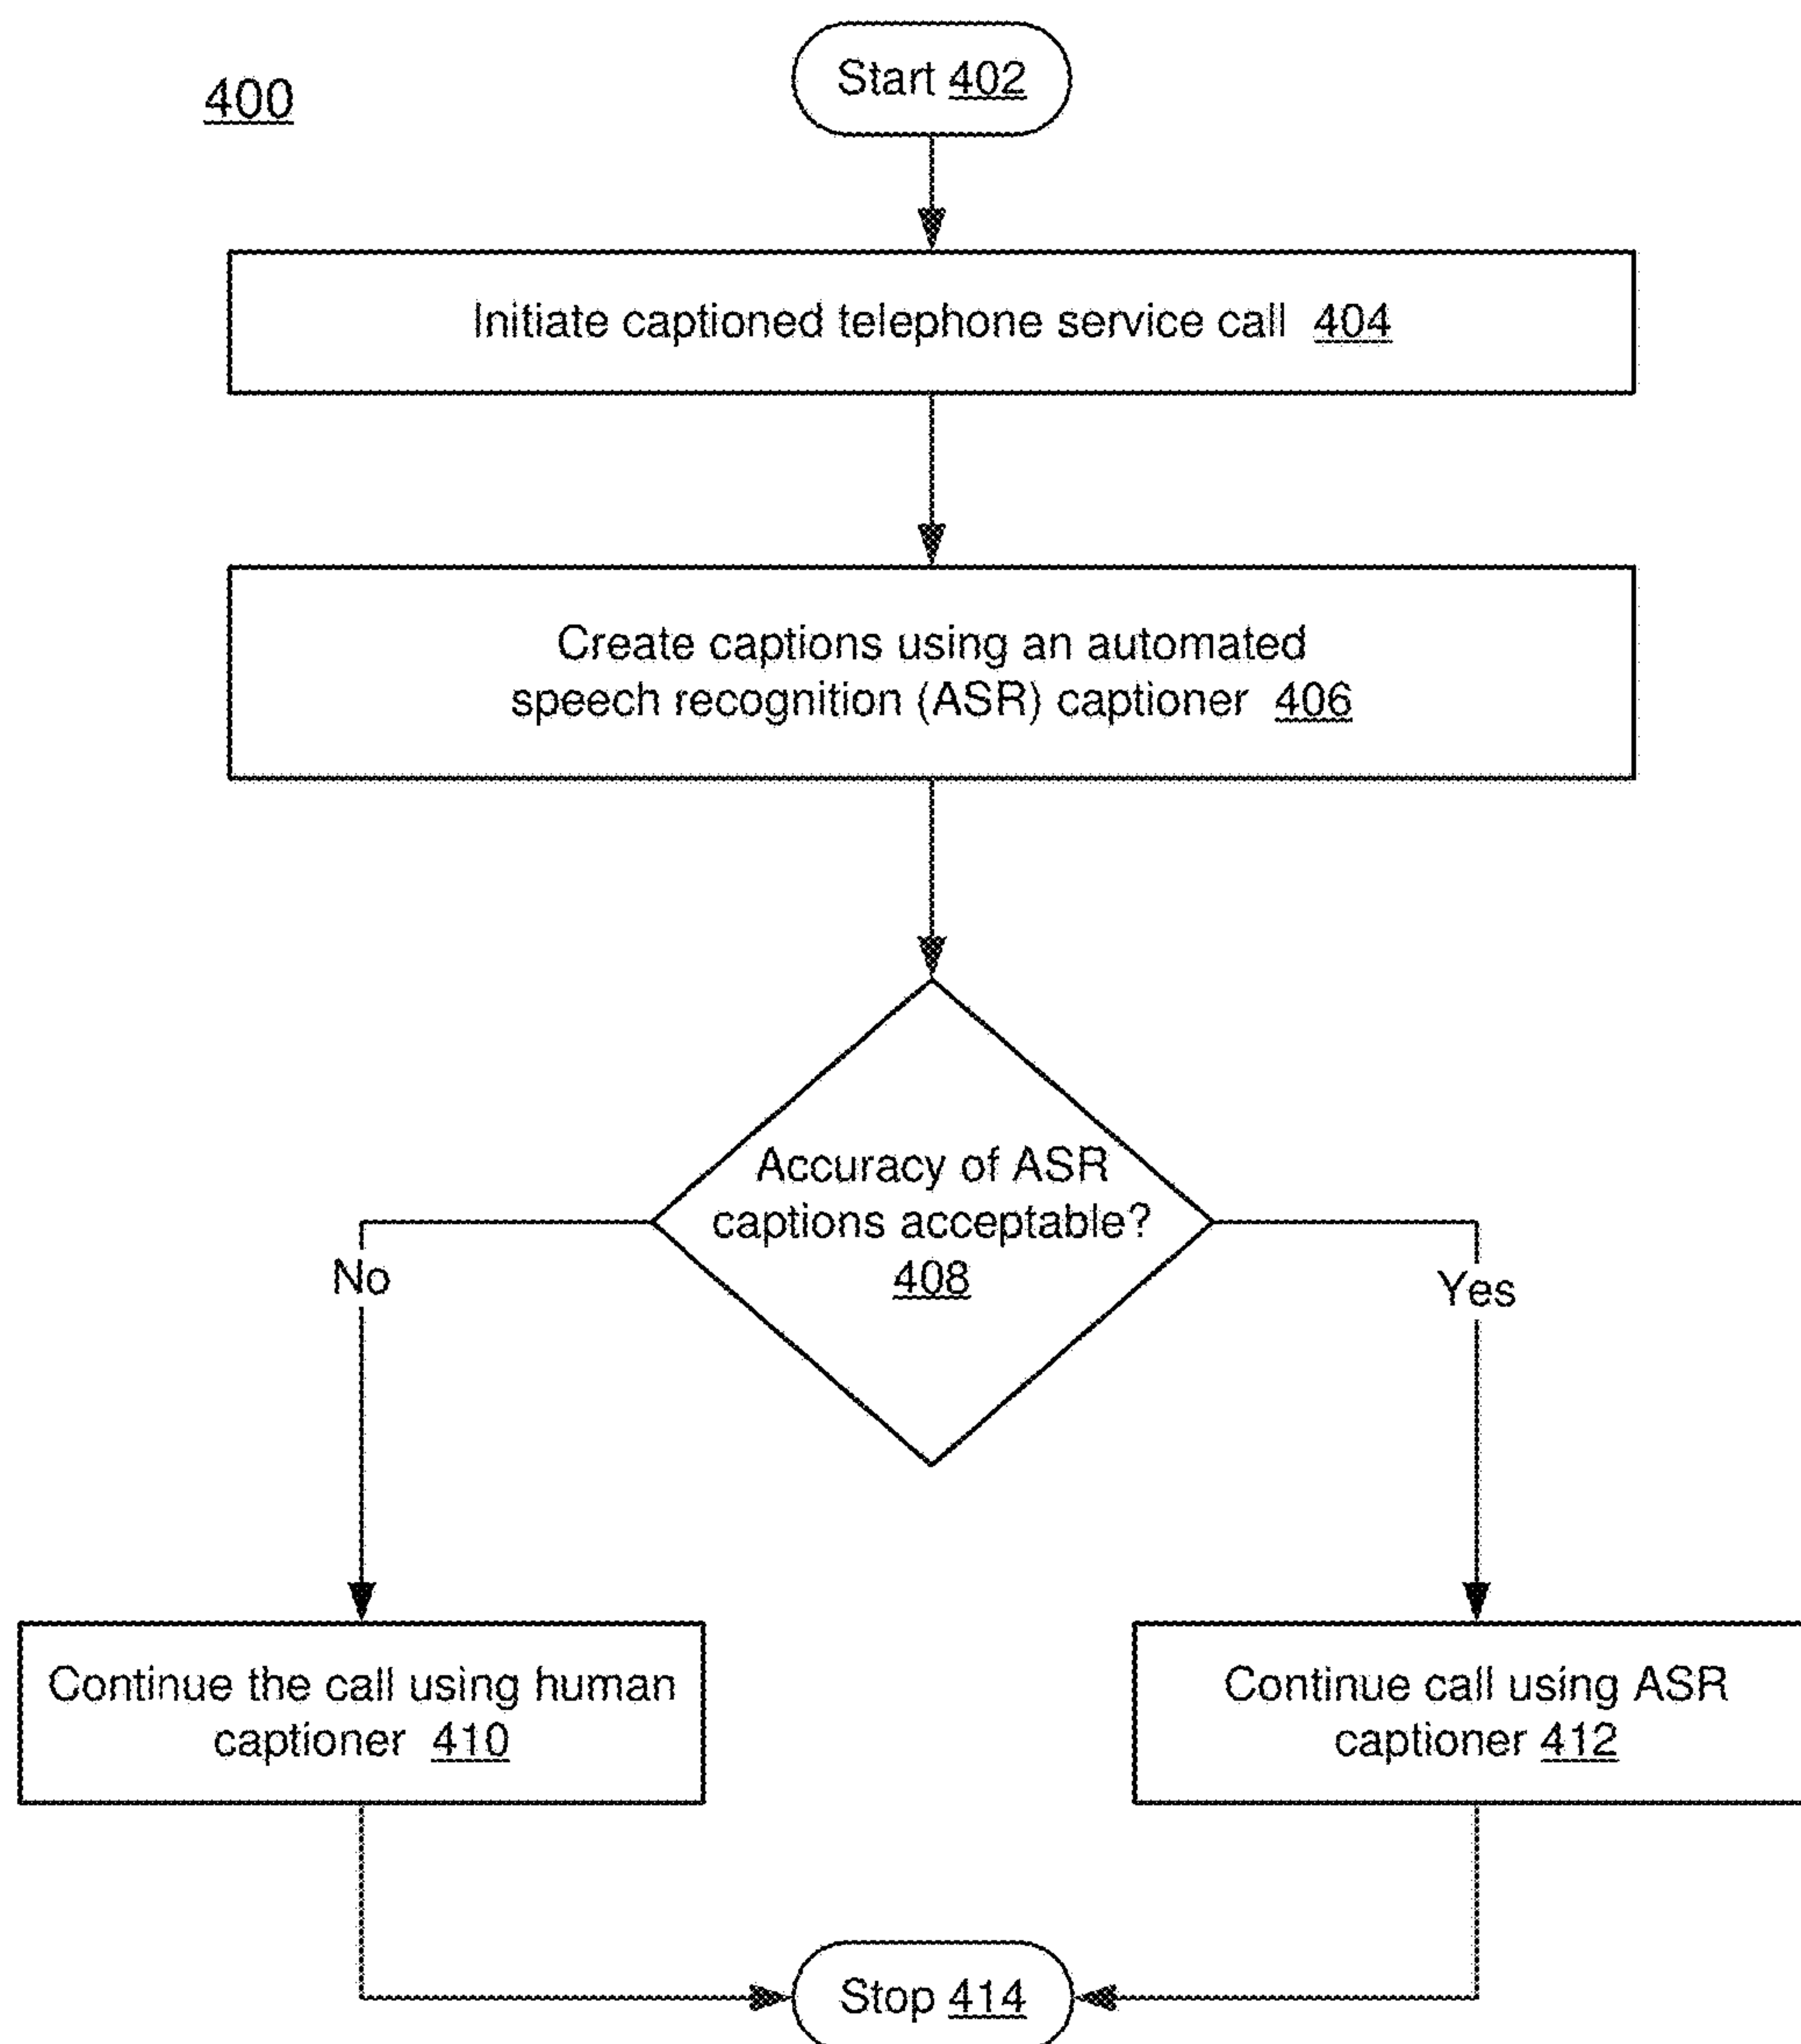 400
Start 402
Initiate captioned telephone service call 404
Create captions using an automated
speech recognition (ASR) captioner 406
Accuracy of ASR
captions acceptable?
408
No
Yes
Continue the call using human
captioner 410
Continue call using ASR
captioner 412
Stop 414